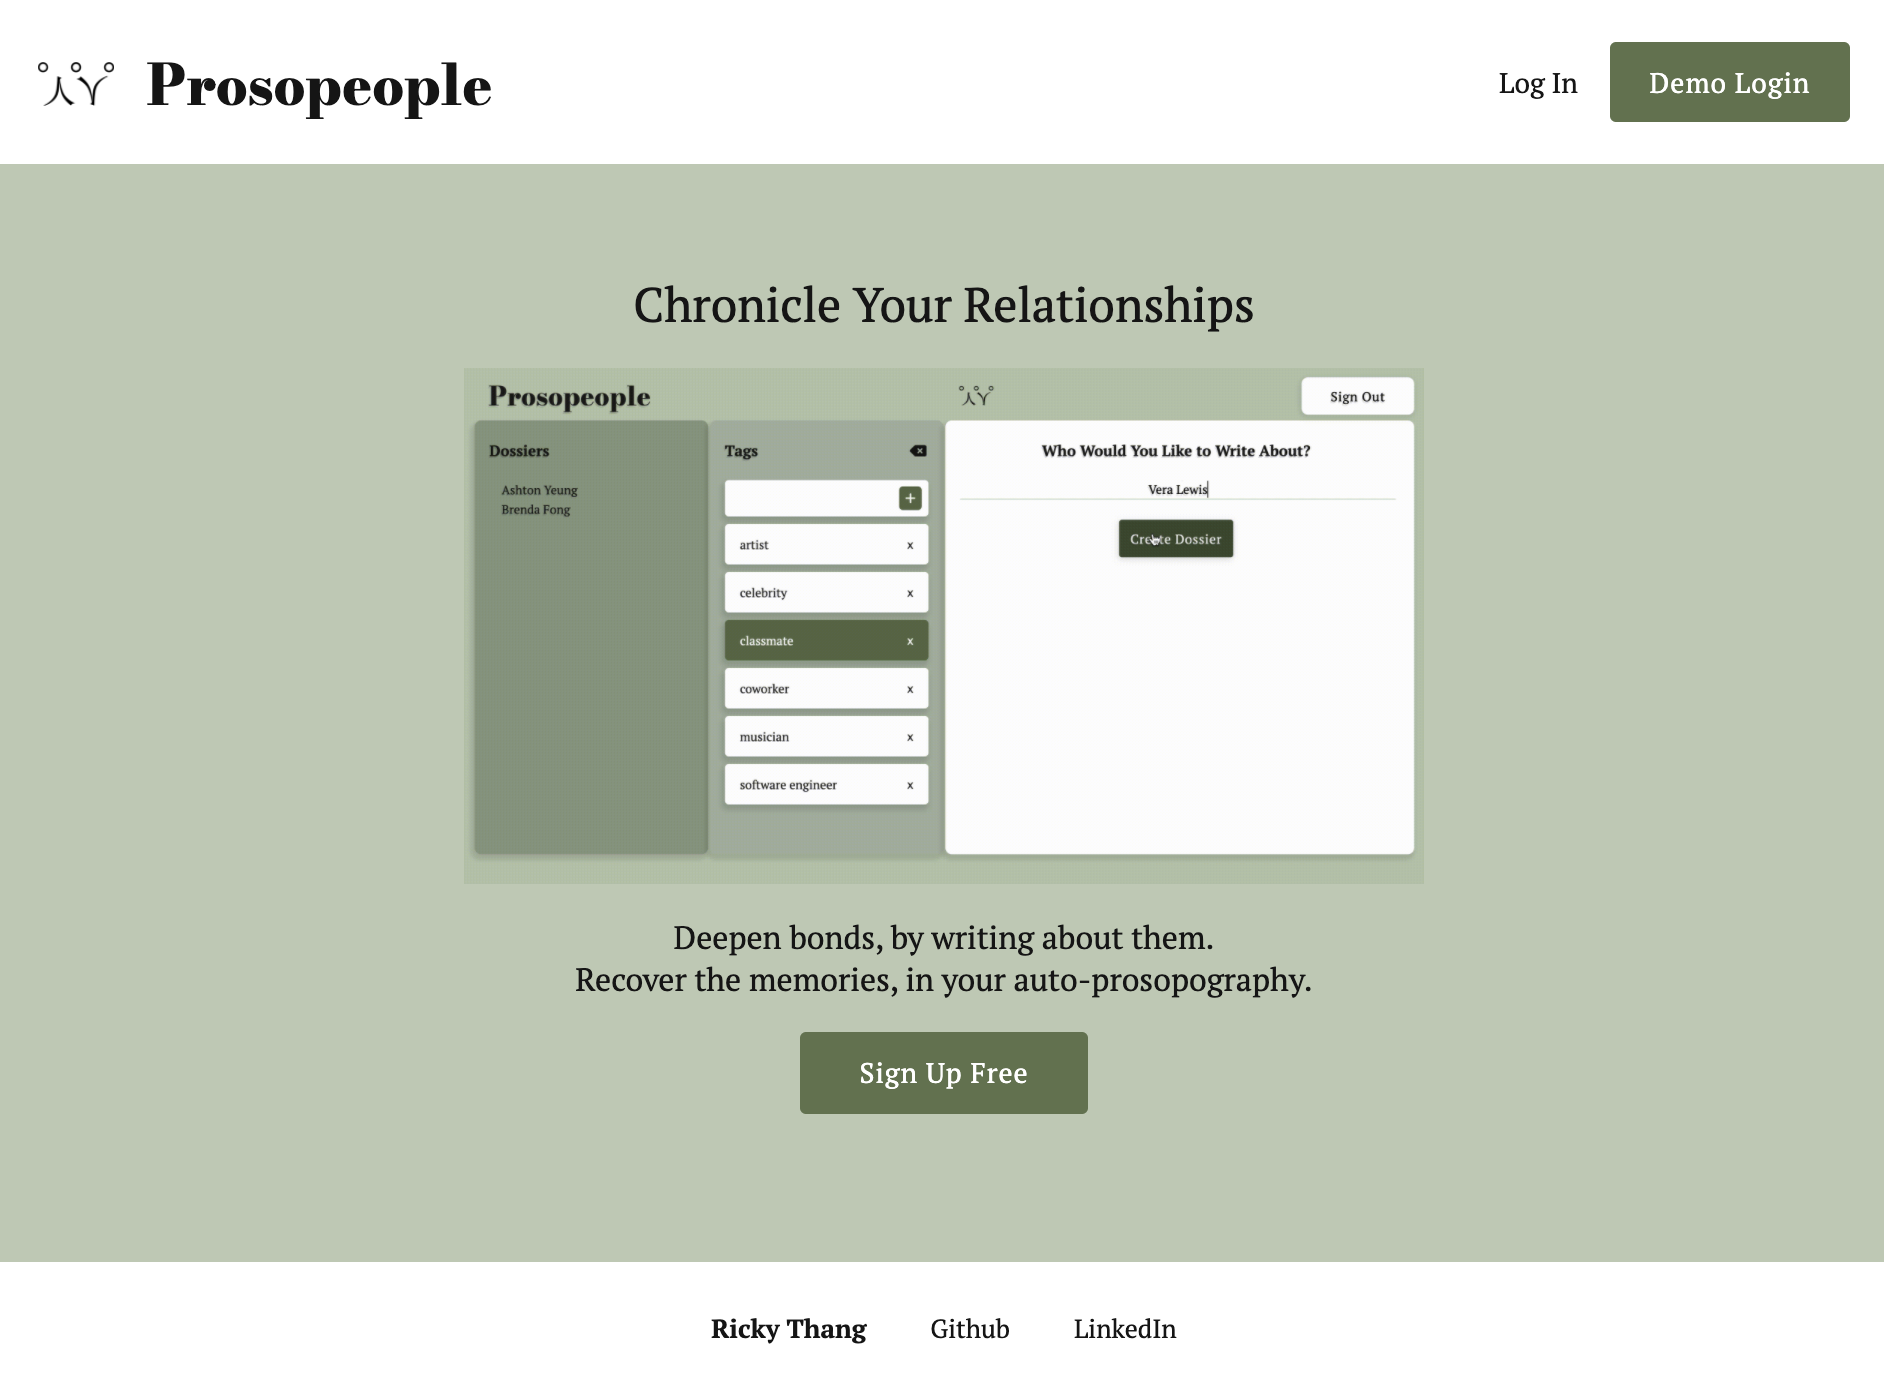 Prosopeople
Log In
Demo Login
Chronicle Your Relationships
Prosopeople
Sign Out
Dossiers
Ashton Yeung
Brenda Fong
Tags
+
artist x
celebrity x
classmate x
coworker x
musician x
software engineer x
Who Would You Like to Write About?
Vera Lewis
Create Dossier
Deepen bonds, by writing about them.
Recover the memories, in your auto-prosopography.
Sign Up Free
Ricky Thang
Github
LinkedIn